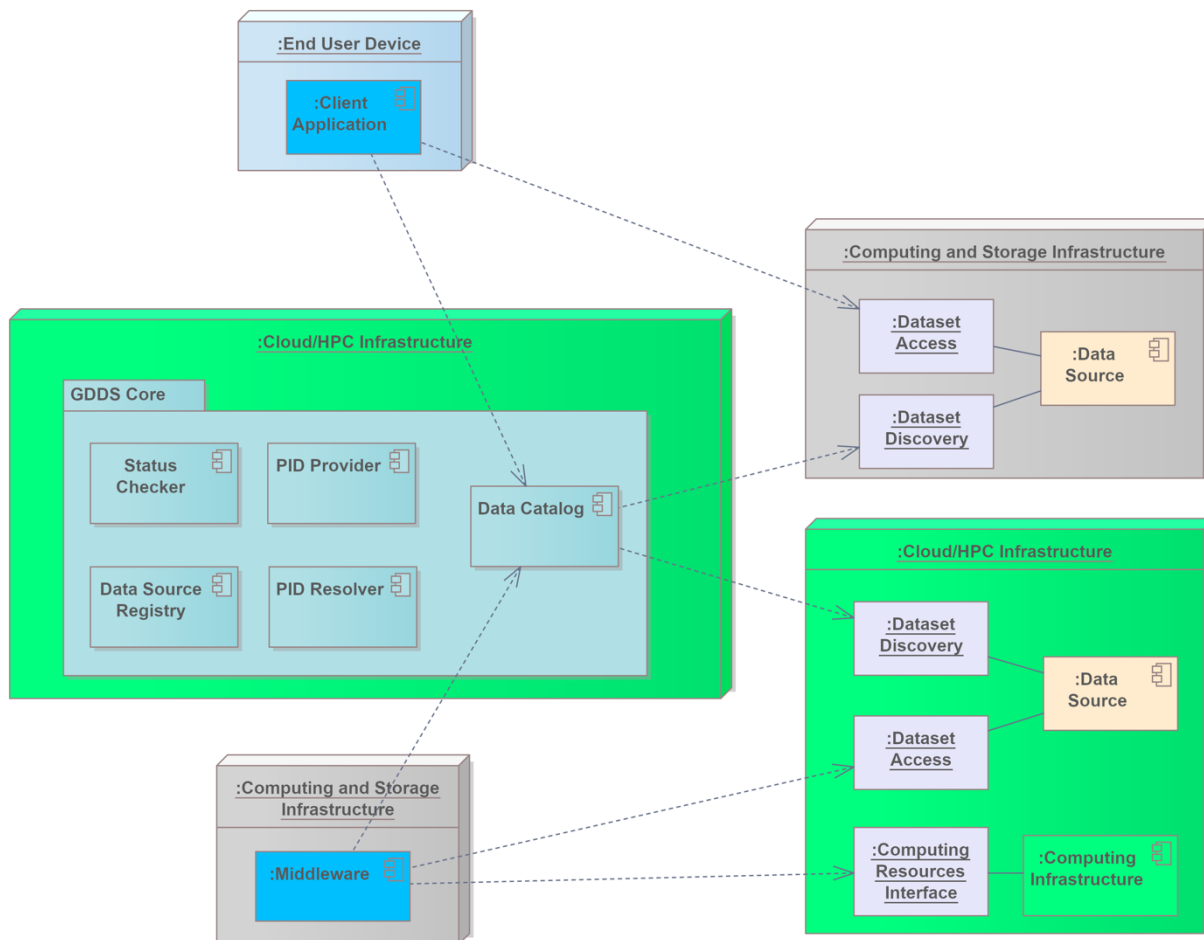 :End User Device
:Client
Application
:Computing and Storage Infrastructure
:Dataset
Access
:Data
Source
:Dataset
Discovery
:Cloud/HPC Infrastructure
GDDS Core
Status
Checker
PID Provider
Data Catalog
Data Source
Registry
PID Resolver
:Cloud/HPC Infrastructure
:Dataset
Discovery
:Data
Source
:Dataset
Access
:Computing
Resources
Interface
:Computing
Infrastructure
:Computing and Storage
Infrastructure
:Middleware